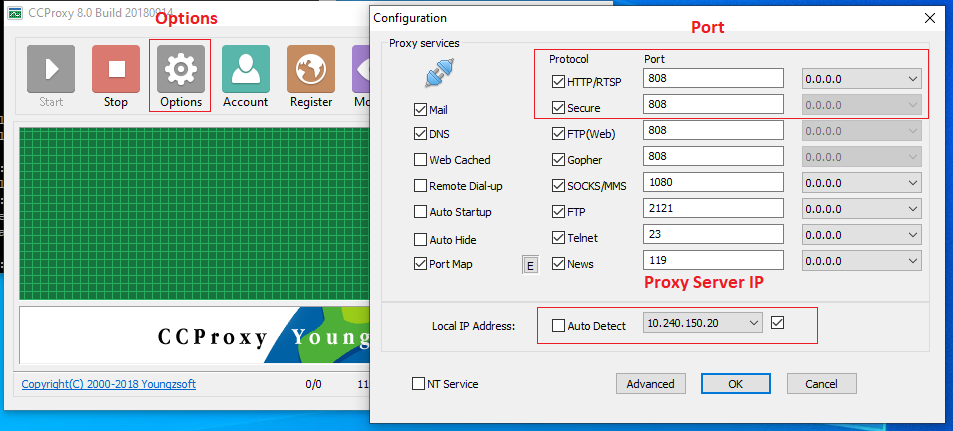 CCProxy 8.0 Build 20180914
Options
Start
Stop
Options
Account
Register
CCProxy Young
Copyright(C) 2000-2018 Youngzsoft
0/0
11
Configuration
Port
Proxy services
Protocol
Port
Mail
DNS
Web Cached
Remote Dial-up
Auto Startup
Auto Hide
Port Map
E
HTTP/RTSP 808 0.0.0.0
Secure 808 0.0.0.0
FTP(Web) 808 0.0.0.0
Gopher 808 0.0.0.0
SOCKS/MMS 1080 0.0.0.0
FTP 2121 0.0.0.0
Telnet 23 0.0.0.0
News 119 0.0.0.0
Proxy Server IP
Local IP Address:
Auto Detect
10.240.150.20
NT Service
Advanced
OK
Cancel